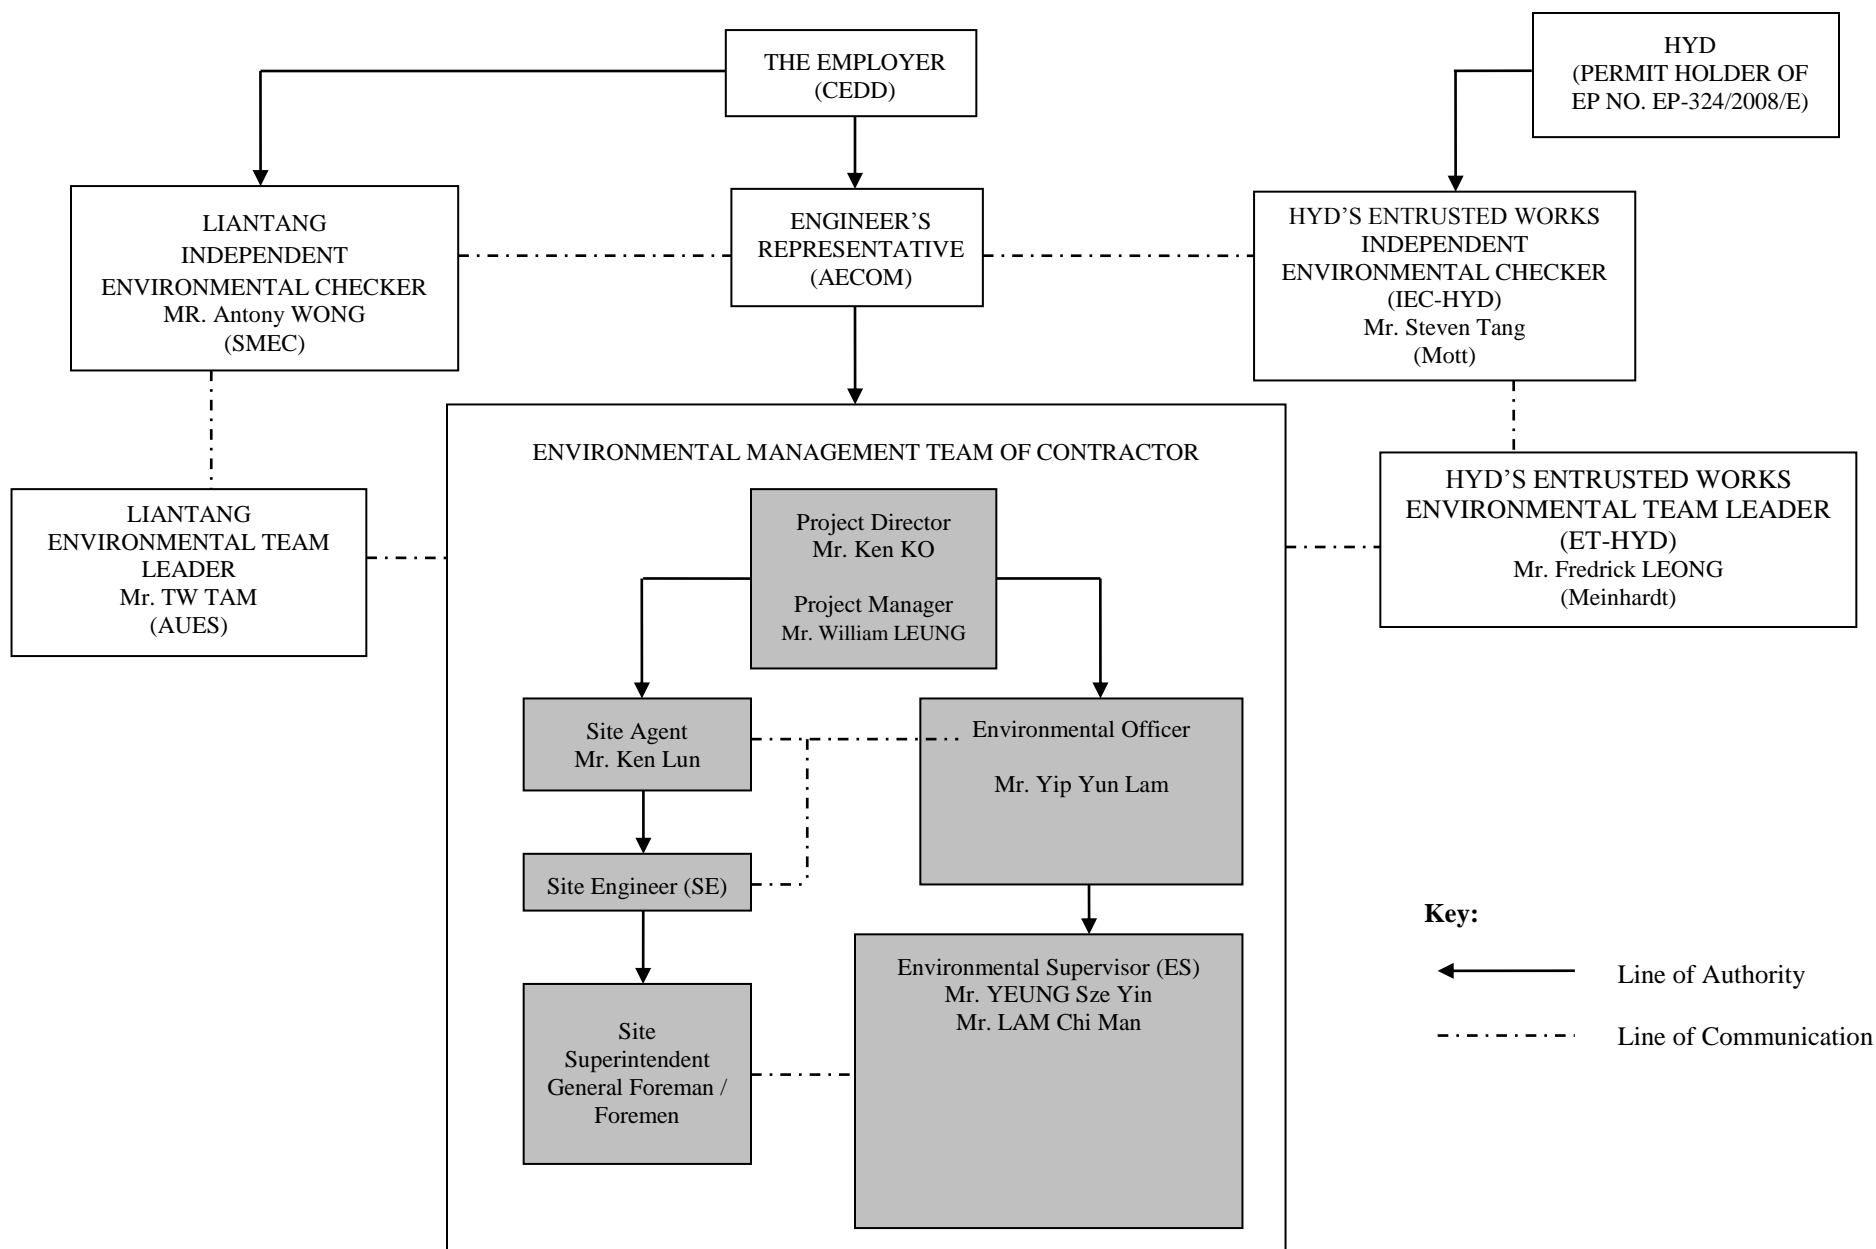 THE EMPLOYER
(CEDD)
HYD
(PERMIT HOLDER OF
EP NO. EP-324/2008/E)
LIANTANG
INDEPENDENT
ENVIRONMENTAL CHECKER
MR. Antony WONG
(SMEC)
ENGINEER’S
REPRESENTATIVE
(AECOM)
HYD’S ENTRUSTED WORKS
INDEPENDENT
ENVIRONMENTAL CHECKER
(IEC-HYD)
Mr. Steven Tang
(Mott)
ENVIRONMENTAL MANAGEMENT TEAM OF CONTRACTOR
LIANTANG
ENVIRONMENTAL TEAM
LEADER
Mr. TW TAM
(AUES)
Project Director
Mr. Ken KO
Project Manager
Mr. William LEUNG
HYD’S ENTRUSTED WORKS
ENVIRONMENTAL TEAM LEADER
(ET-HYD)
Mr. Fredrick LEONG
(Meinhardt)
Site Agent
Mr. Ken Lun
Environmental Officer
Mr. Yip Yun Lam
Site Engineer (SE)
Environmental Supervisor (ES)
Mr. YEUNG Sze Yin
Mr. LAM Chi Man
Site
Superintendent
General Foreman /
Foremen
Key:
Line of Authority
Line of Communication